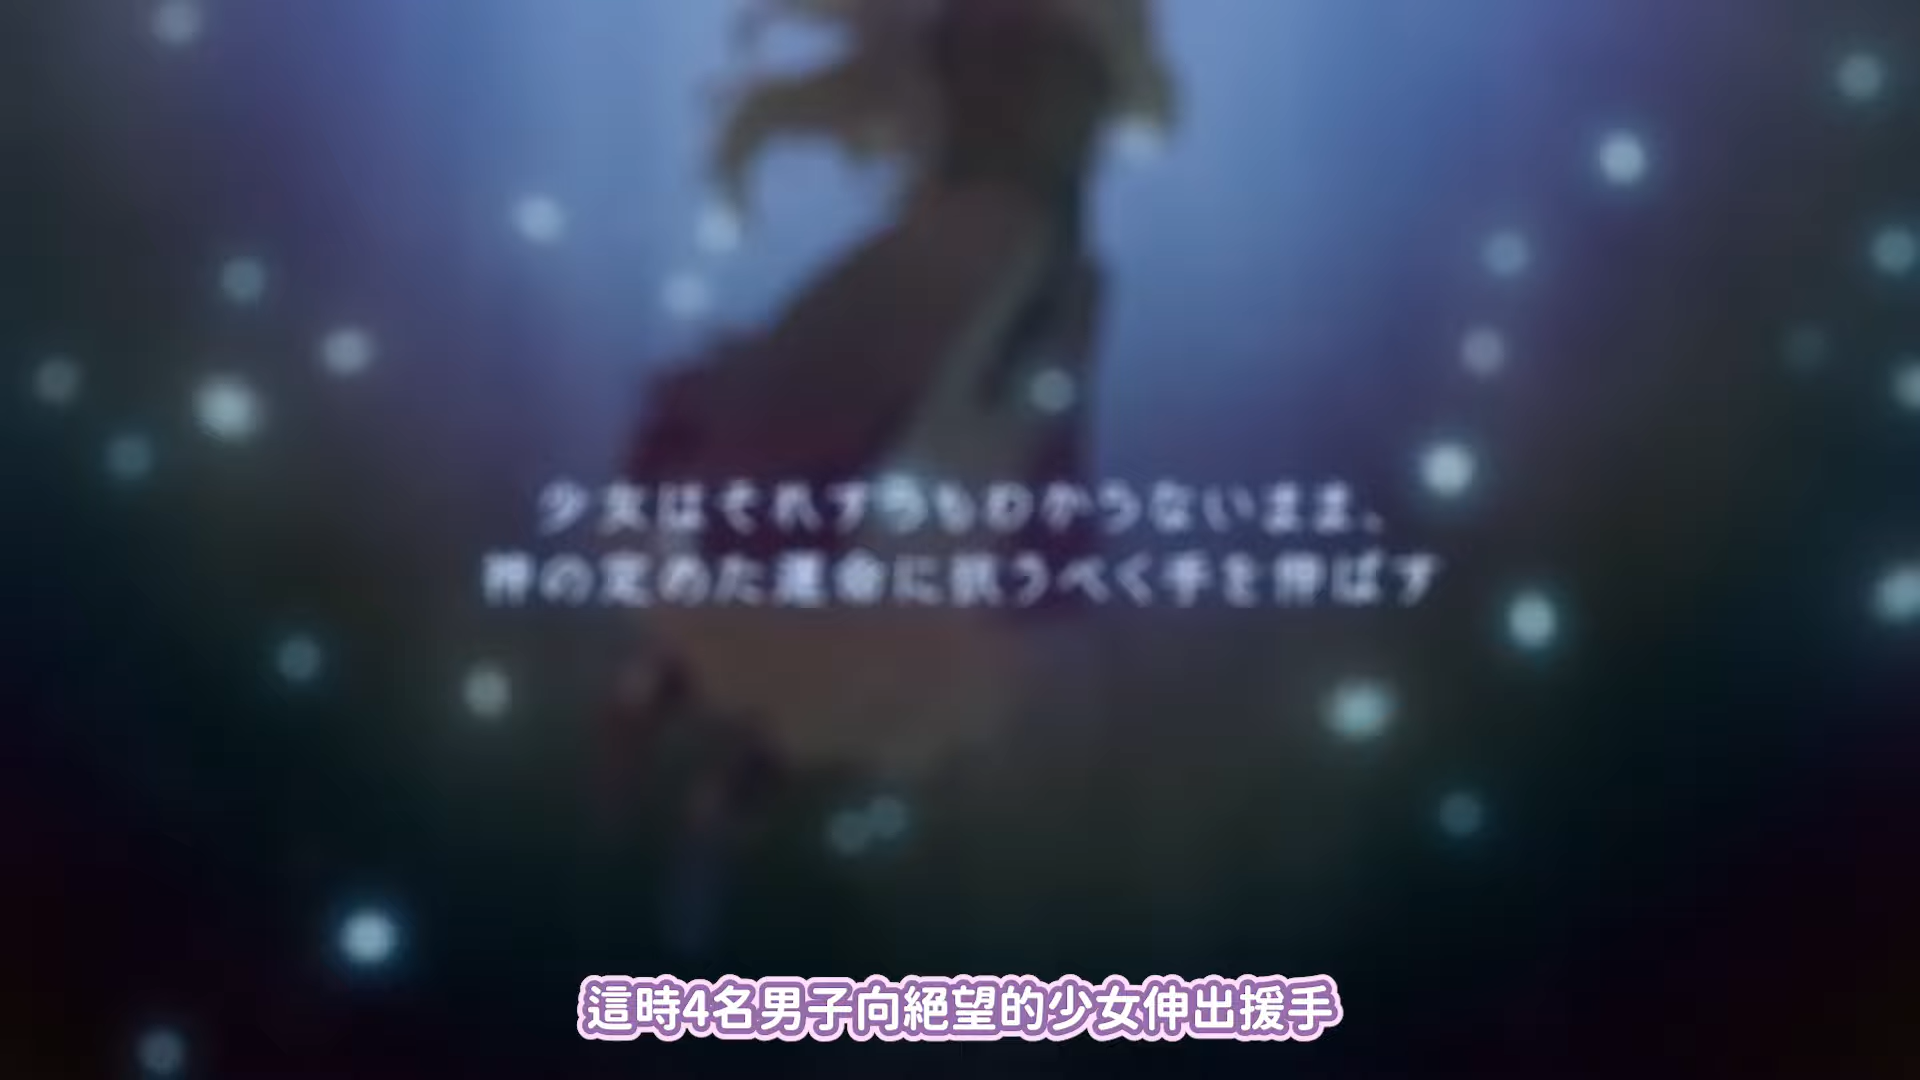 少女はそれすらもわからないまま、
神の定めた運命に抗うべく手を伸ばす
這時4名男子向絕望的少女伸出援手